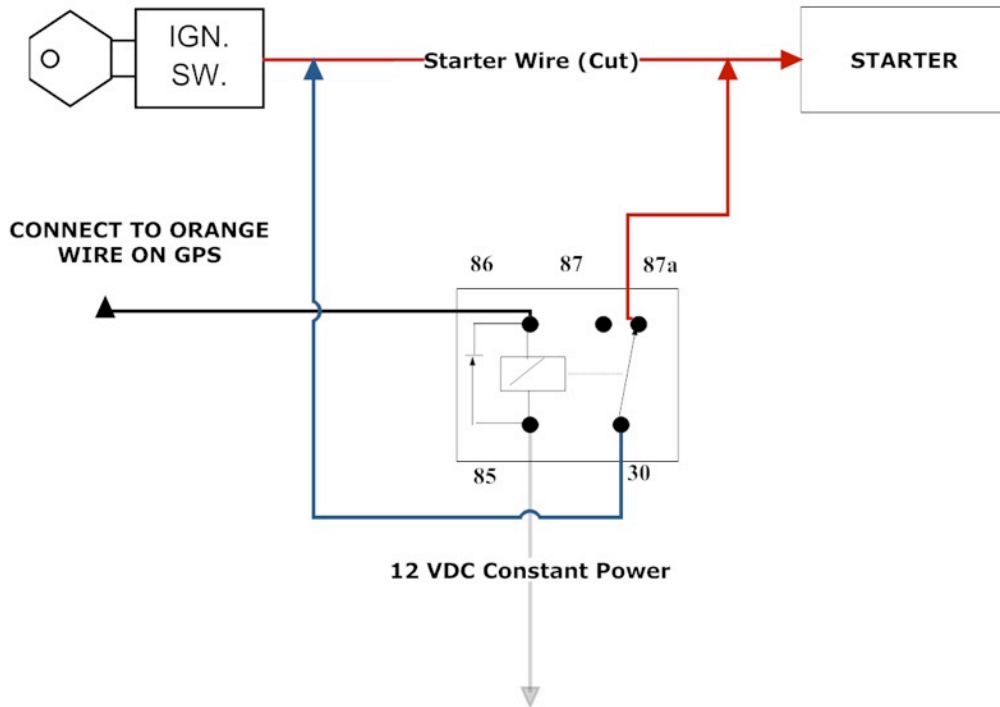 IGN.
SW.
Starter Wire (Cut)
STARTER
CONNECT TO ORANGE
WIRE ON GPS
86
87
87a
85
30
12 VDC Constant Power